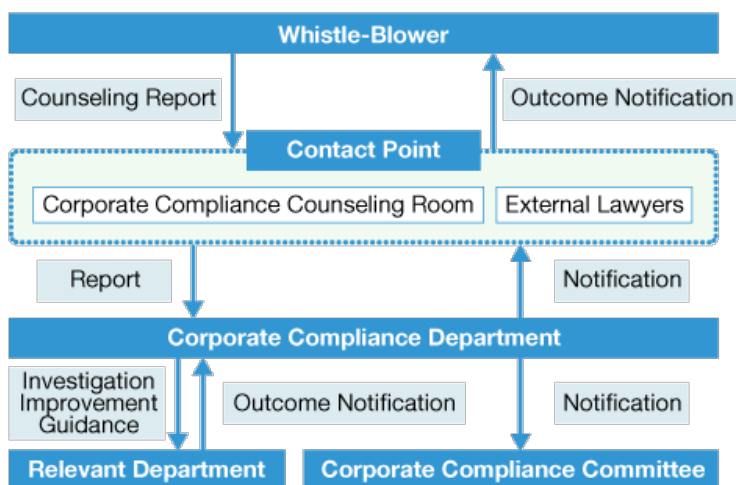 Whistle-Blower
Counseling Report
Outcome Notification
Contact Point
Corporate Compliance Counseling Room
External Lawyers
Report
Notification
Corporate Compliance Department
Investigation
Improvement
Guidance
Outcome Notification
Notification
Relevant Department
Corporate Compliance Committee